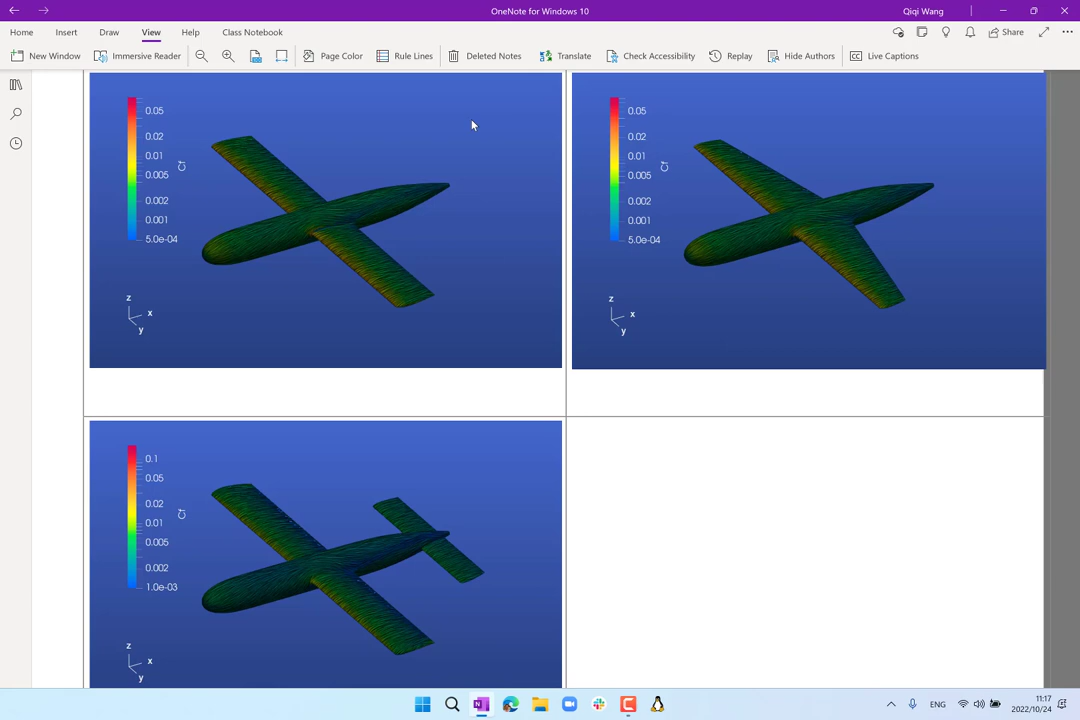 OneNote for Windows 10
Qiqi Wang
Home Insert Draw View Help Class Notebook
Share
New Window Immersive Reader Page Color Rule Lines Deleted Notes Translate Check Accessibility Replay Hide Authors CC Live Captions
0.05
0.02
0.01
0.005
0.002
0.001
5.0e-04
Cf
z
x
y
0.05
0.02
0.01
0.005
0.002
0.001
5.0e-04
Cf
z
x
y
0.1
0.05
0.02
0.01
0.005
0.002
1.0e-03
Cf
z
x
y
ENG
11:17
2022/10/24